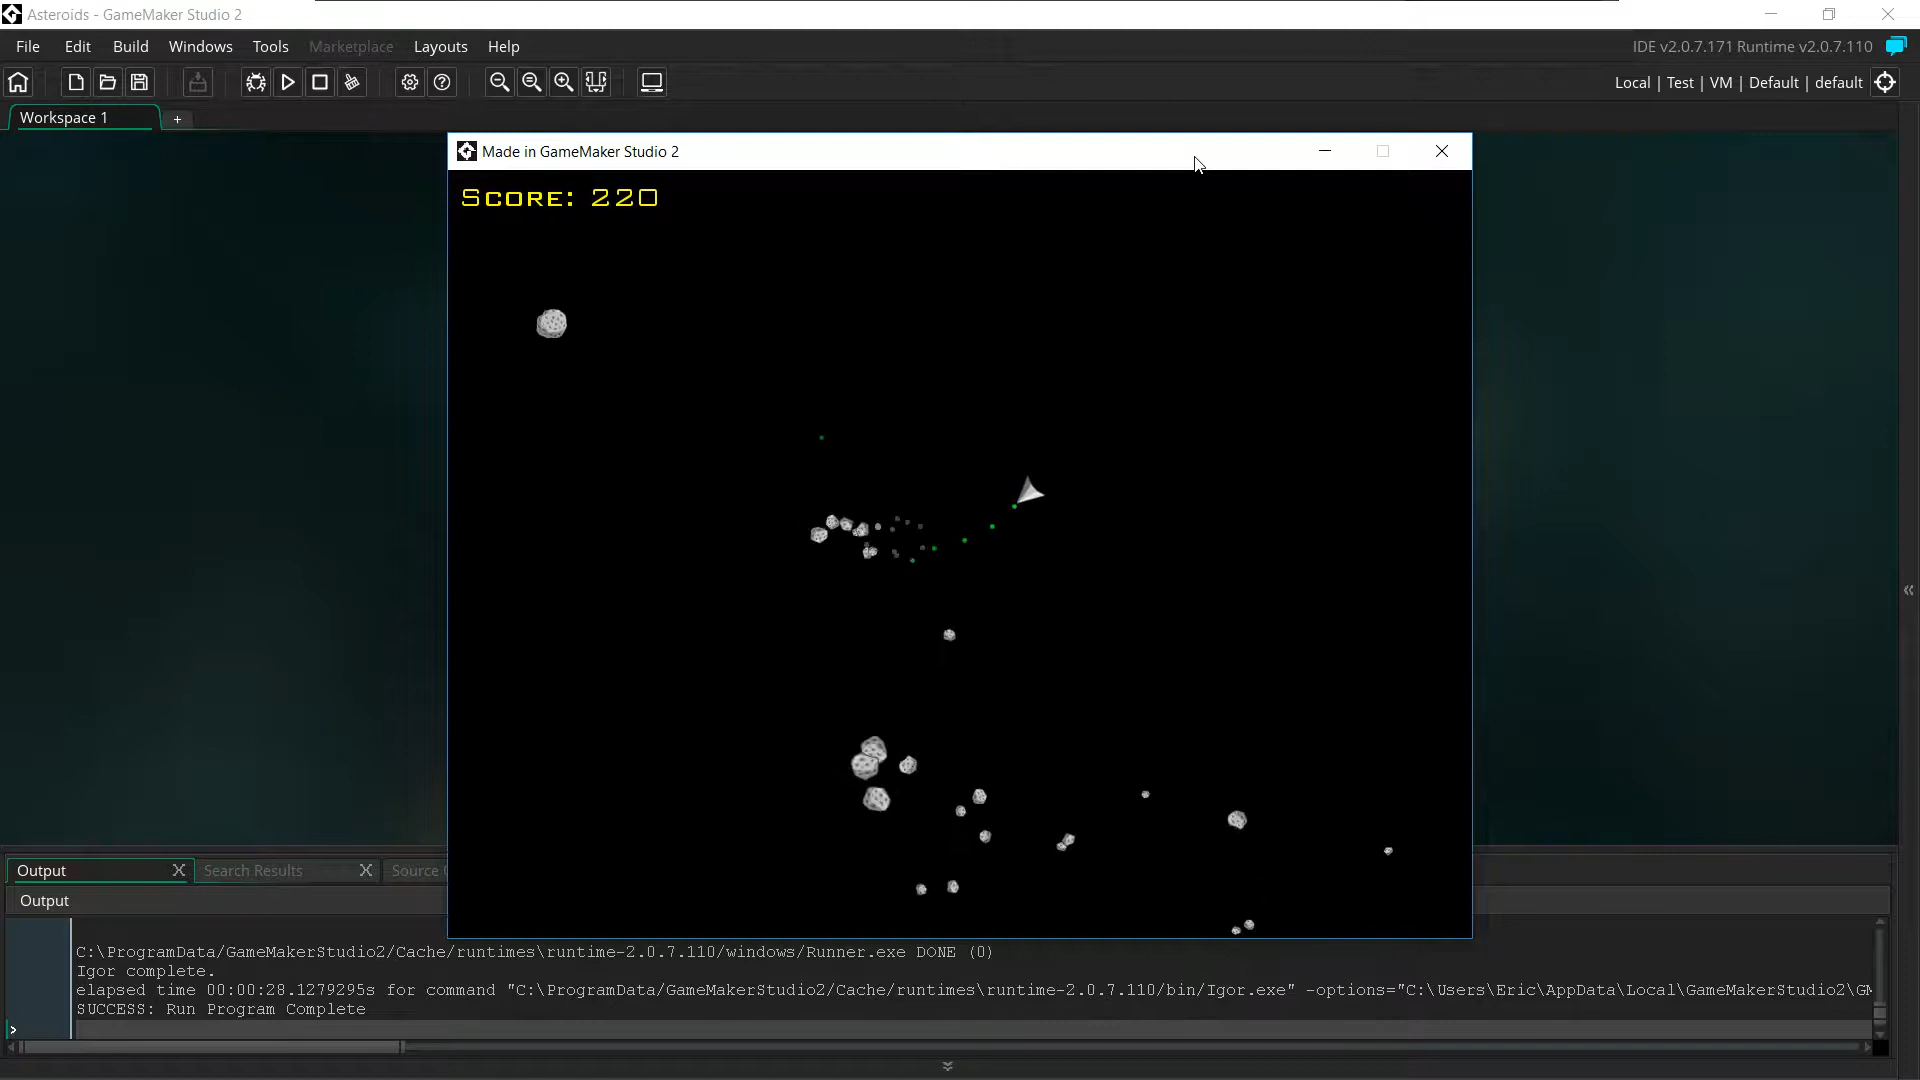 Asteroids - GameMaker Studio 2
File Edit Build Windows Tools Marketplace Layouts Help
IDE v2.0.7.171 Runtime v2.0.7.110
Local | Test | VM | Default | default
Workspace 1 +
Made in GameMaker Studio 2
Score: 220
Output X Search Results X Source
Output
C:\ProgramData/GameMakerStudio2/Cache/runtimes\runtime-2.0.7.110/windows/Runner.exe DONE (0)
Igor complete.
elapsed time 00:00:28.1279295s for command "C:\ProgramData/GameMakerStudio2/Cache/runtimes\runtime-2.0.7.110/bin/Igor.exe" -options="C:\Users\Eric\AppData\Local\GameMakerStudio2\GM
SUCCESS: Run Program Complete
>